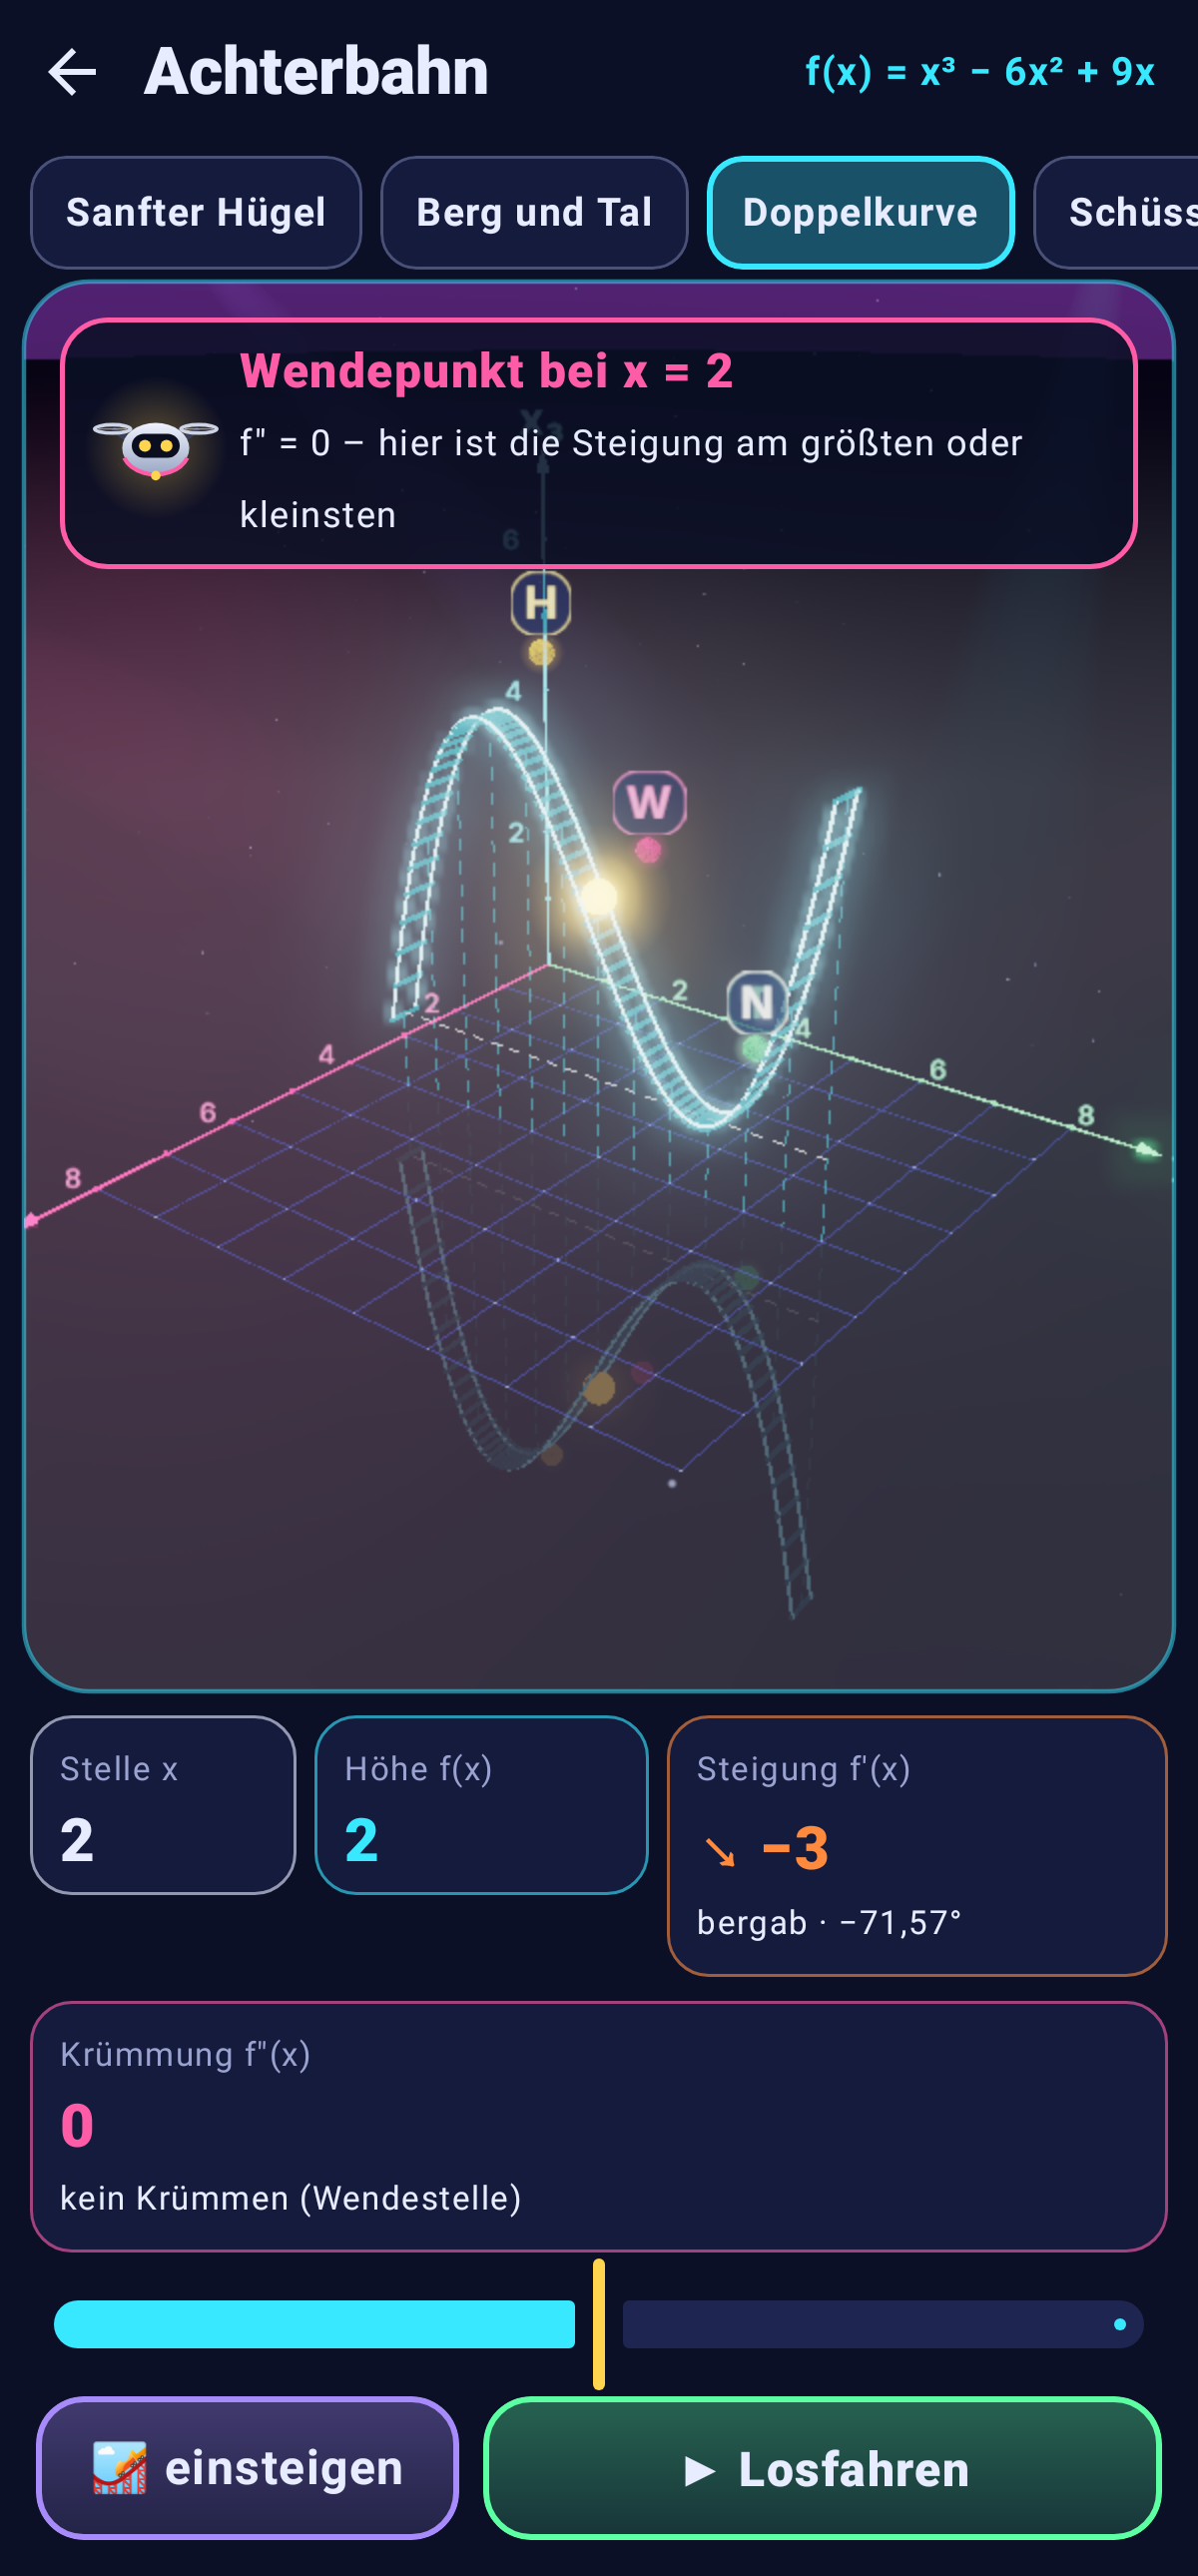 Achterbahn
f(x) = x³ − 6x² + 9x
Sanfter Hügel
Berg und Tal
Doppelkurve
Schüss
Wendepunkt bei x = 2
f" = 0 – hier ist die Steigung am größten oder
kleinsten
x₃
6
H
4
W
2
N
2
2
4
4
6
6
8
8
Stelle x
2
Höhe f(x)
2
Steigung f'(x)
↘ −3
bergab · −71,57°
Krümmung f"(x)
0
kein Krümmen (Wendestelle)
einsteigen
► Losfahren